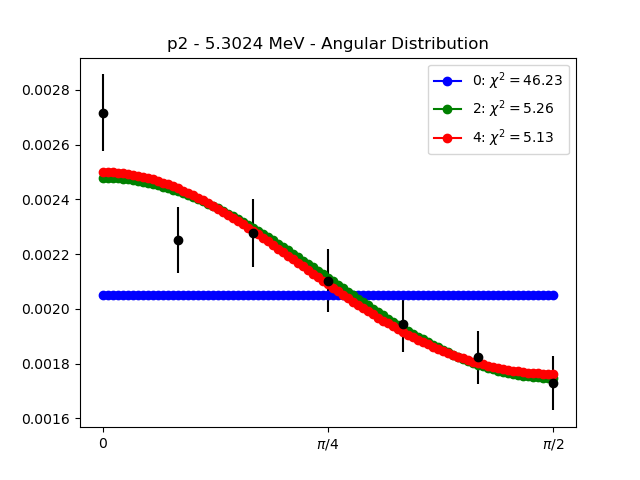 p2 - 5.3024 MeV - Angular Distribution
0: χ² = 46.23
2: χ² = 5.26
4: χ² = 5.13
0.0028
0.0026
0.0024
0.0022
0.0020
0.0018
0.0016
0 π/4 π/2